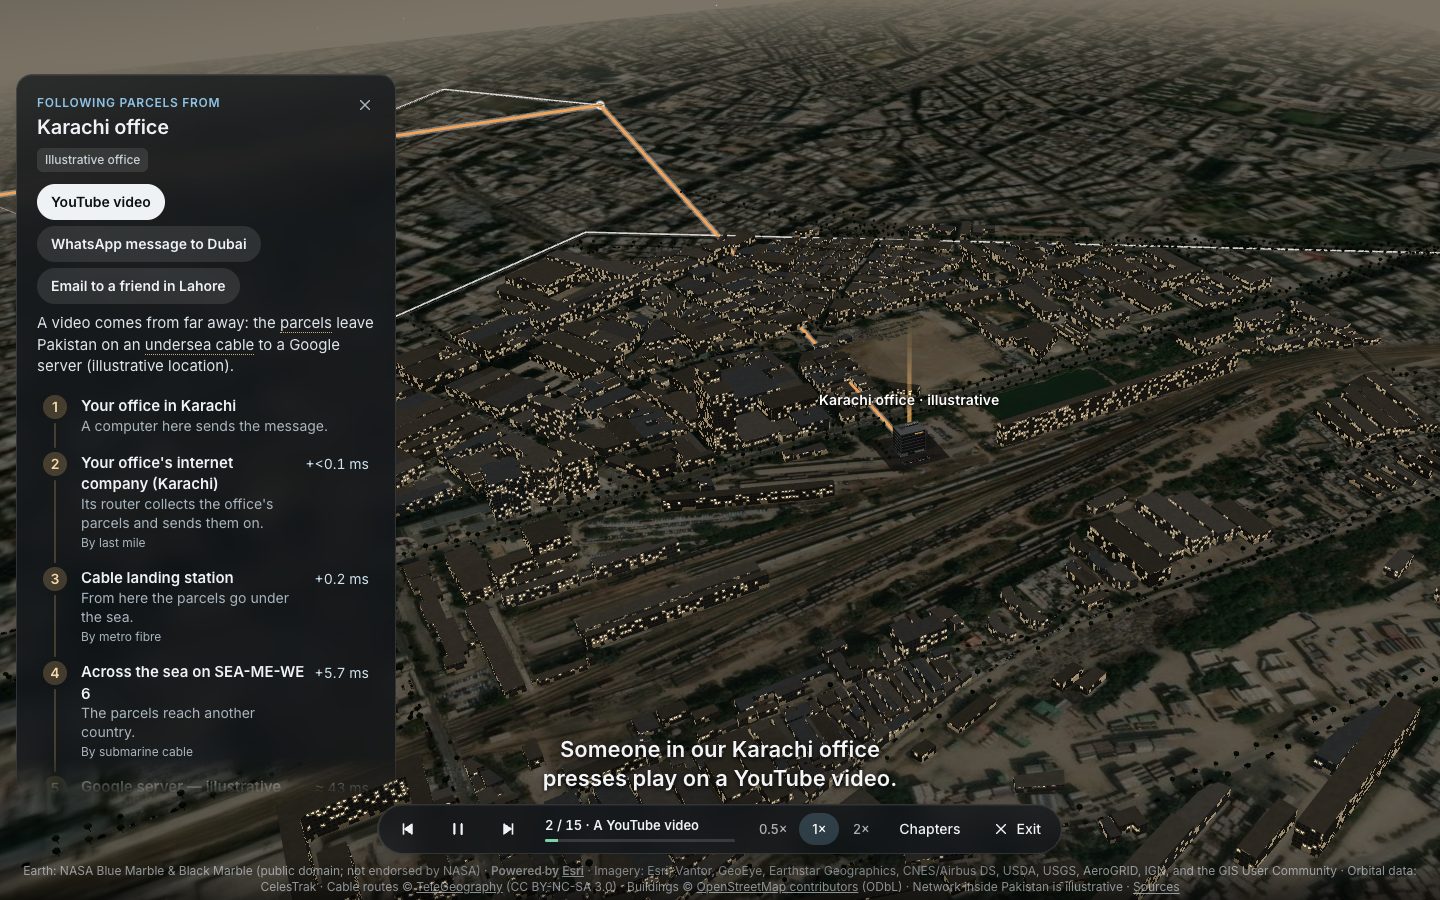 FOLLOWING PARCELS FROM
Karachi office
Illustrative office
YouTube video
WhatsApp message to Dubai
Email to a friend in Lahore
A video comes from far away: the parcels leave
Pakistan on an undersea cable to a Google
server (illustrative location).
1 Your office in Karachi
A computer here sends the message.
2 Your office's internet +<0.1 ms
company (Karachi)
Its router collects the office's
parcels and sends them on.
By last mile
3 Cable landing station +0.2 ms
From here the parcels go under
the sea.
By metro fibre
4 Across the sea on SEA-ME-WE +5.7 ms
6
The parcels reach another
country.
By submarine cable
5 Google server — illustrative ≈ 43 ms
Karachi office · illustrative
Someone in our Karachi office
presses play on a YouTube video.
2 / 15 · A YouTube video
0.5× 1× 2× Chapters Exit
Earth: NASA Blue Marble & Black Marble (public domain; not endorsed by NASA) · Powered by Esri · Imagery: Esri, Vantor, GeoEye, Earthstar Geographics, CNES/Airbus DS, USDA, USGS, AeroGRID, IGN, and the GIS User Community · Orbital data:
CelesTrak · Cable routes © TeleGeography (CC BY-NC-SA 3.0) · Buildings © OpenStreetMap contributors (ODbL) · Network inside Pakistan is illustrative · Sources